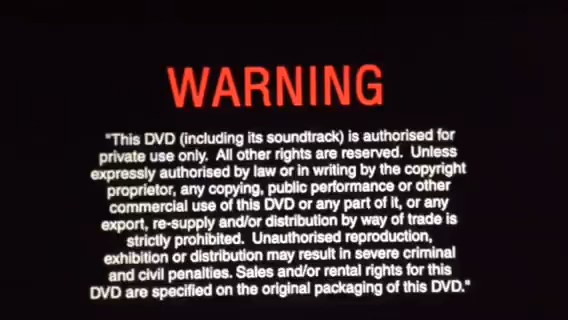 WARNING
"This DVD (including its soundtrack) is authorised for
private use only. All other rights are reserved. Unless
expressly authorised by law or in writing by the copyright
proprietor, any copying, public performance or other
commercial use of this DVD or any part of it, or any
export, re-supply and/or distribution by way of trade is
strictly prohibited. Unauthorised reproduction,
exhibition or distribution may result in severe criminal
and civil penalties. Sales and/or rental rights for this
DVD are specified on the original packaging of this DVD."